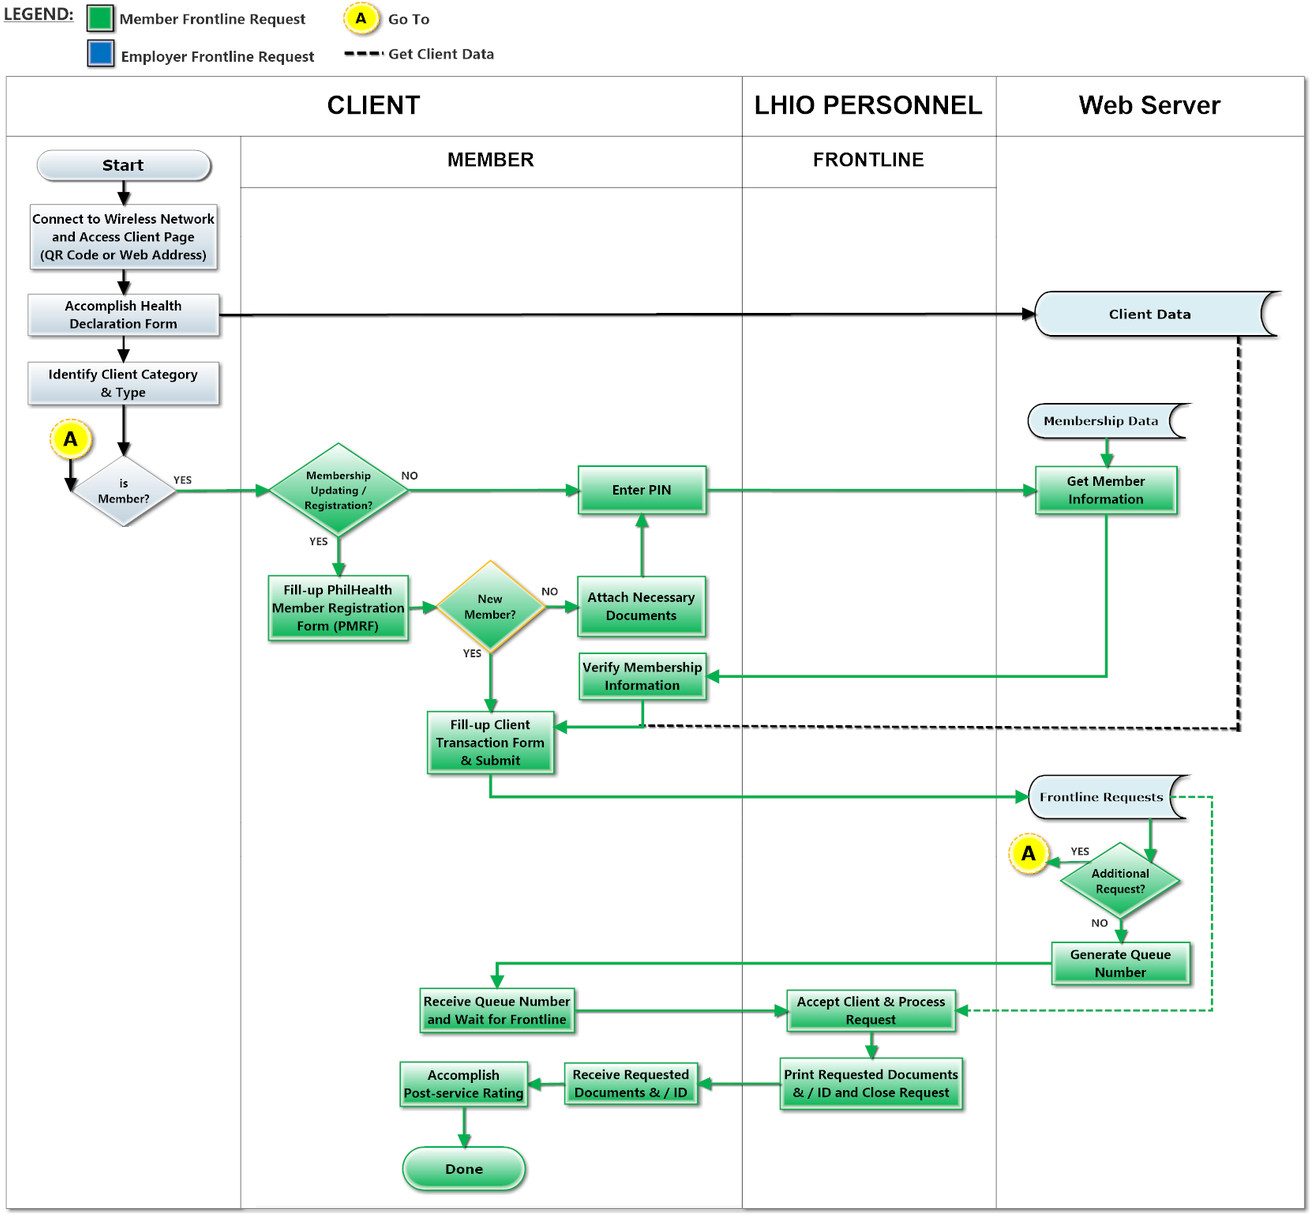 LEGEND:
Member Frontline Request
A
Go To
Employer Frontline Request
Get Client Data
CLIENT
LHIO PERSONNEL
Web Server
MEMBER
FRONTLINE
Start
Connect to Wireless Network
and Access Client Page
(QR Code or Web Address)
Accomplish Health
Declaration Form
Client Data
Identify Client Category
& Type
A
is
Member?
YES
Membership
Updating /
Registration?
NO
YES
Enter PIN
Membership Data
Get Member
Information
Fill-up PhilHealth
Member Registration
Form (PMRF)
New
Member?
NO
YES
Attach Necessary
Documents
Verify Membership
Information
Fill-up Client
Transaction Form
& Submit
Frontline Requests
A
YES
Additional
Request?
NO
Generate Queue
Number
Receive Queue Number
and Wait for Frontline
Accept Client & Process
Request
Print Requested Documents
& / ID and Close Request
Receive Requested
Documents & / ID
Accomplish
Post-service Rating
Done